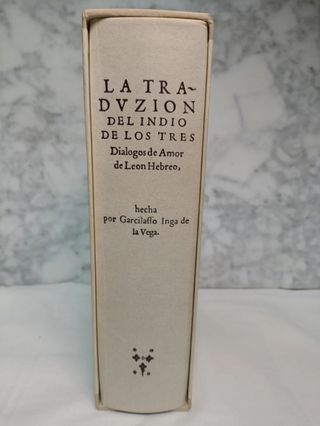 LA TRA~
DVZION
DEL INDIO
DE LOS TRES
Dialogos de Amor
de Leon Hebreo,
hecha
por Garcilaſſo Inga de
la Vega.